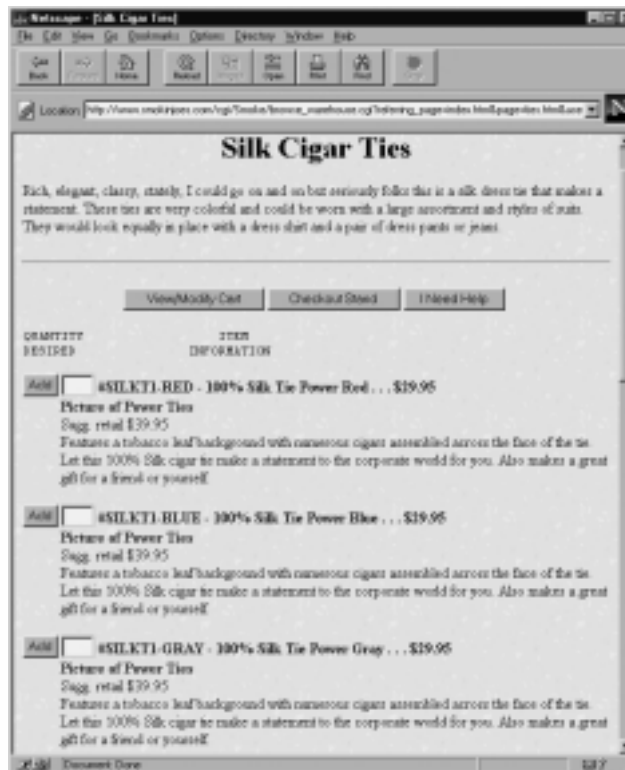 Netscape - [Silk Cigar Ties]
File Edit View Go Bookmarks Options Directory Window Help
Back Forward Home Reload Images Open Print Find Stop
Location: http://www.smokinjoes.com/cgi/Smoke/browse_warehouse.cgi?
Silk Cigar Ties
Rich, elegant, classy, stately, I could go on and on but seriously folks this is a silk dress tie that makes a
statement. These ties are very colorful and could be worn with a large assortment and styles of suits.
They would look equally in place with a dress shirt and a pair of dress pants or jeans.
View/Modify Cart Checkout Stand I Need Help
QUANTITY ITEM
DESIRED INFORMATION
Add #SILKT1-RED - 100% Silk Tie Power Red . . . $29.95
Picture of Power Ties
Sugg. retail $39.95
Features a tobacco leaf background with numerous cigars assembled across the face of the tie.
Let this 100% Silk cigar tie make a statement to the corporate world for you. Also makes a great
gift for a friend or yourself.
Add #SILKT1-BLUE - 100% Silk Tie Power Blue . . . $29.95
Picture of Power Ties
Sugg. retail $39.95
Features a tobacco leaf background with numerous cigars assembled across the face of the tie.
Let this 100% Silk cigar tie make a statement to the corporate world for you. Also makes a great
gift for a friend or yourself.
Add #SILKT1-GRAY - 100% Silk Tie Power Gray . . . $29.95
Picture of Power Ties
Sugg. retail $39.95
Features a tobacco leaf background with numerous cigars assembled across the face of the tie.
Let this 100% Silk cigar tie make a statement to the corporate world for you. Also makes a great
gift for a friend or yourself.
Document Done